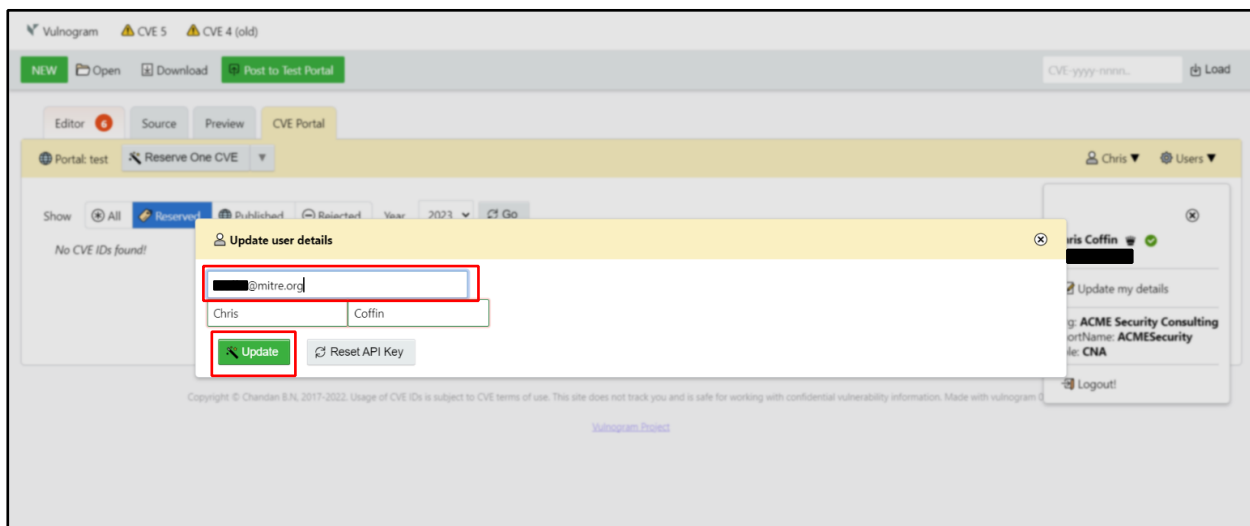 Vulnogram CVE 5 CVE 4 (old)
NEW Open Download Post to Test Portal CVE-yyyy-nnnn.. Load
Editor 6 Source Preview CVE Portal
Portal: test Reserve One CVE ▼ Chris ▼ Users ▼
Show All Reserved Published Rejected Year 2023 Go
No CVE IDs found!
Update user details
@mitre.org
Chris Coffin
Update Reset API Key
ris Coffin
Update my details
g: ACME Security Consulting
ortName: ACMESecurity
le: CNA
Logout!
Copyright © Chandan B.N. 2017-2022. Usage of CVE IDs is subject to CVE terms of use. This site does not track you and is safe for working with confidential vulnerability information. Made with vulnogram 0
Vulnogram Project